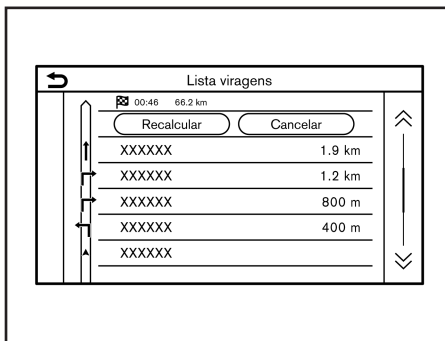 Lista viragens
00:46 66.2 km
Recalcular Cancelar
XXXXXX 1.9 km
XXXXXX 1.2 km
XXXXXX 800 m
XXXXXX 400 m
XXXXXX